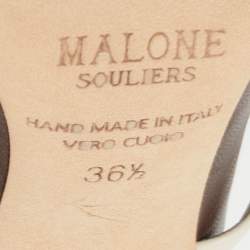 MALONE
SOULIERS
HAND MADE IN ITALY
VERO CUOIO
36½